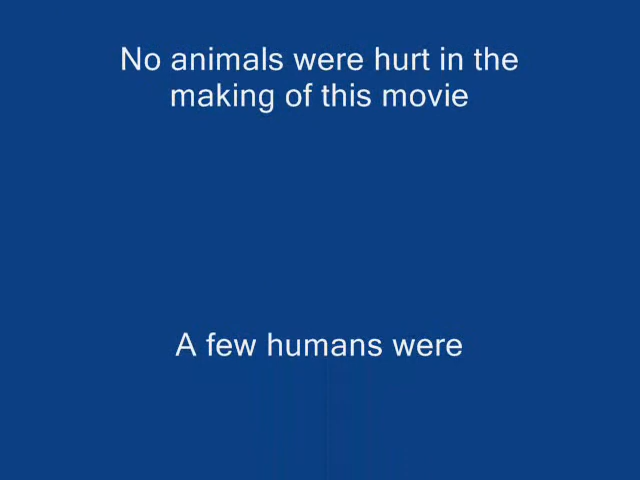 No animals were hurt in the
making of this movie
A few humans were